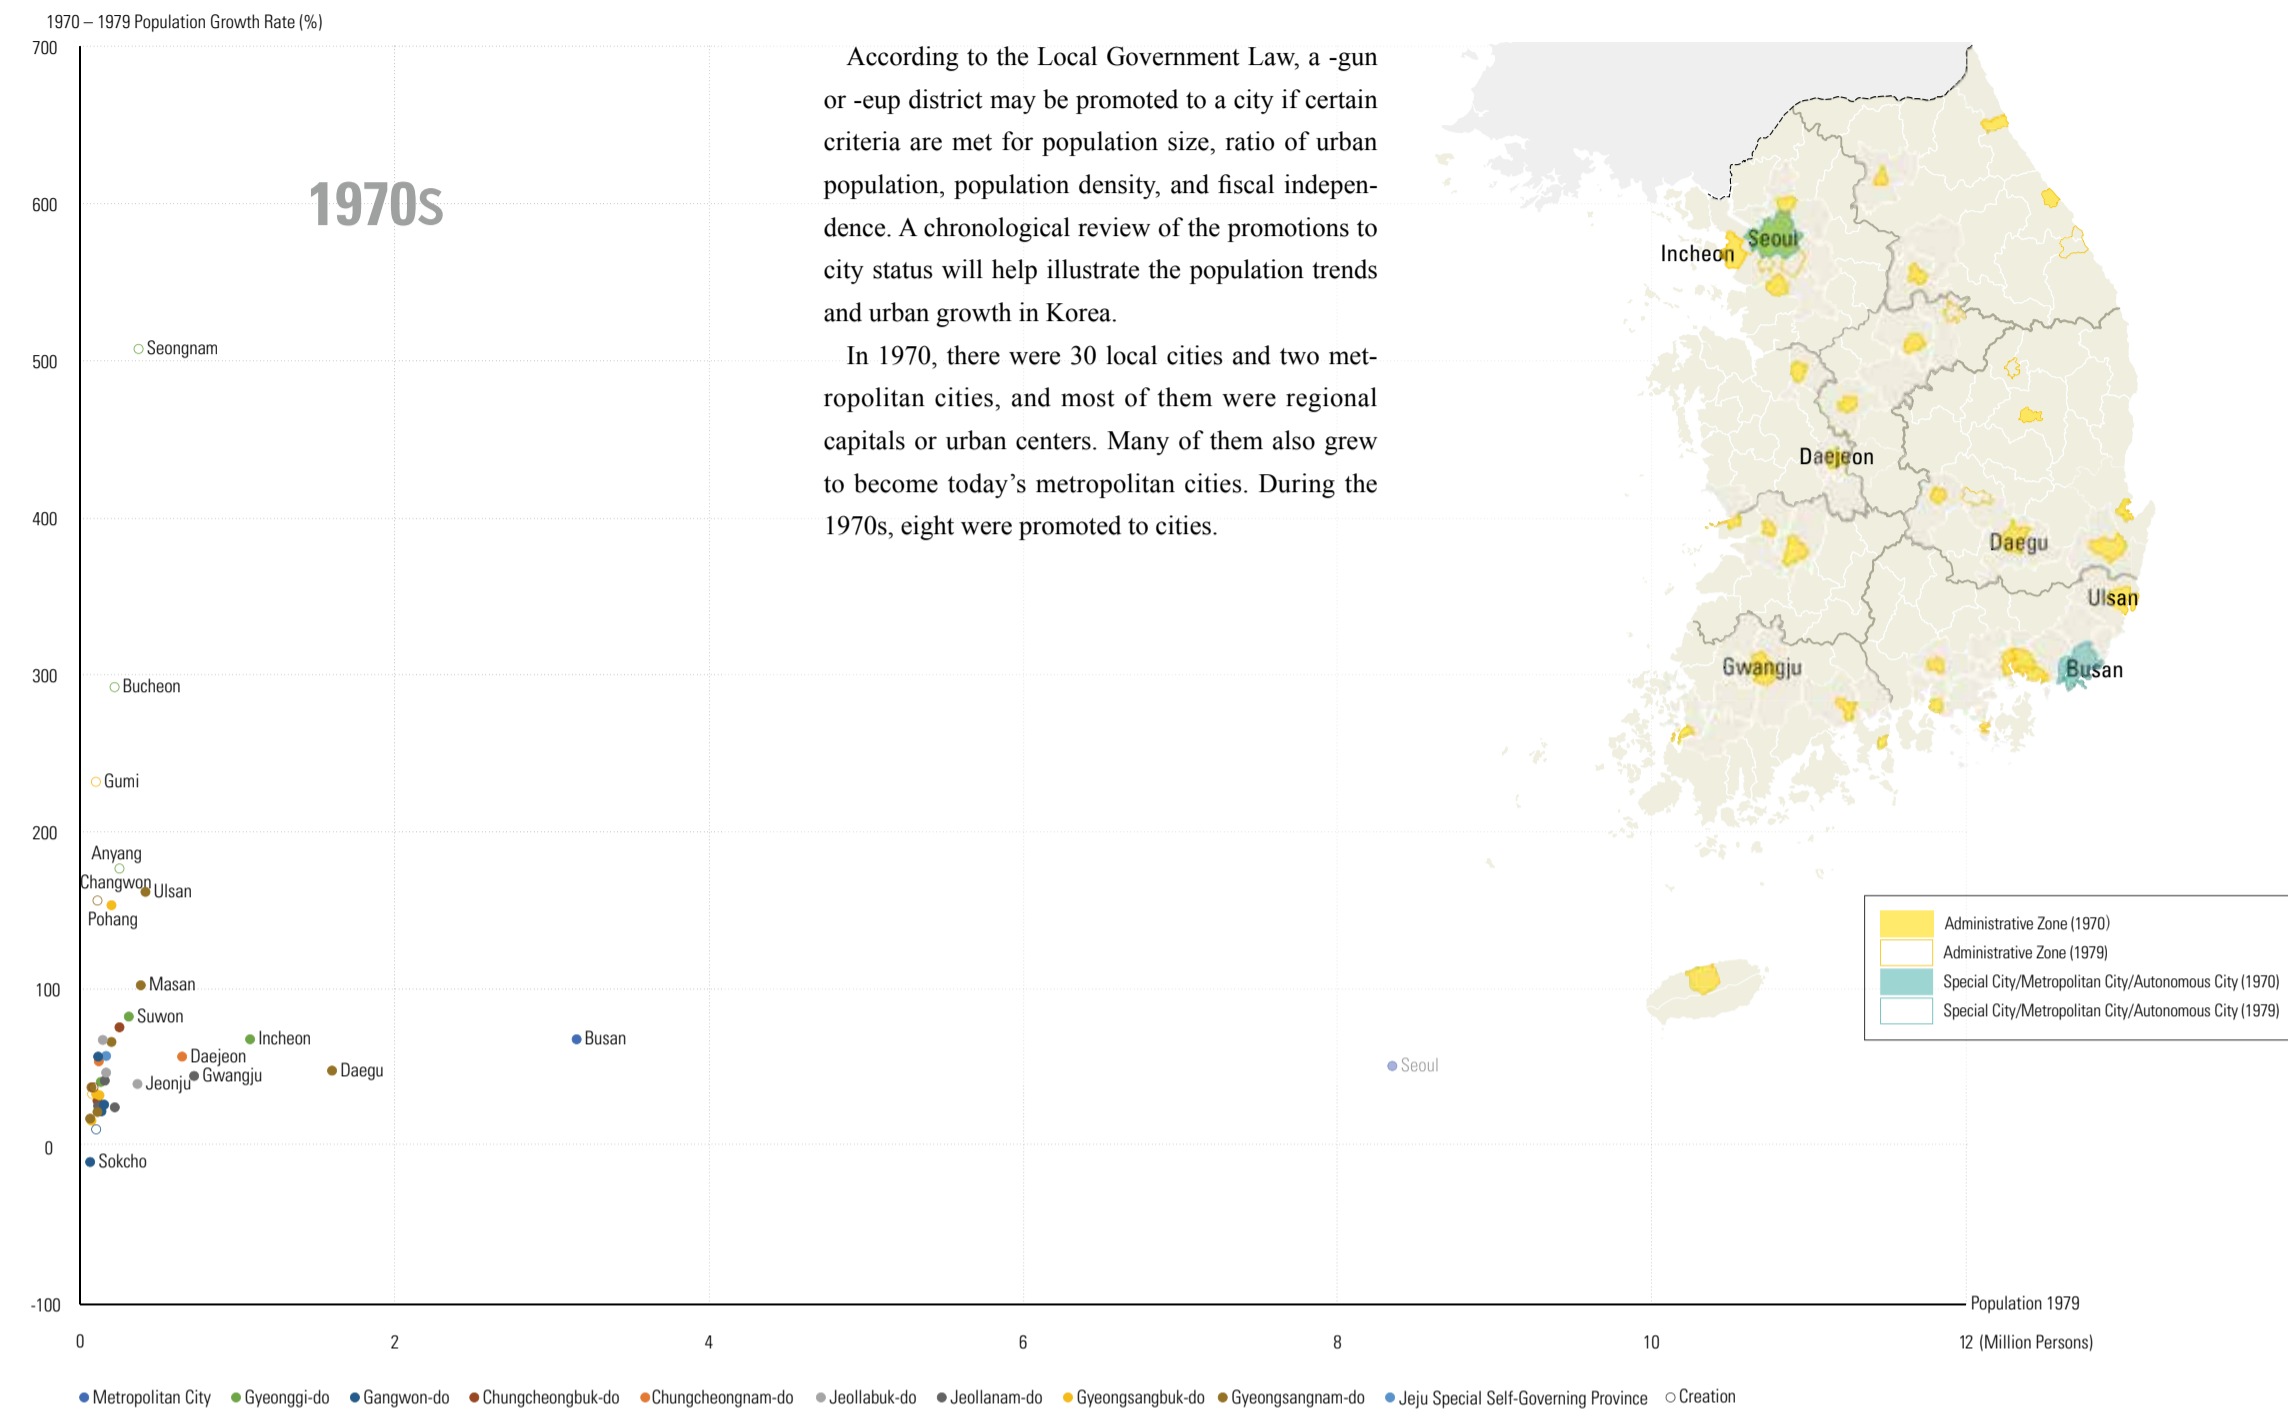 1970 – 1979 Population Growth Rate (%)
700
600
500
400
300
200
100
0
-100
1970s
According to the Local Government Law, a -gun
or -eup district may be promoted to a city if certain
criteria are met for population size, ratio of urban
population, population density, and fiscal indepen-
dence. A chronological review of the promotions to
city status will help illustrate the population trends
and urban growth in Korea.
In 1970, there were 30 local cities and two met-
ropolitan cities, and most of them were regional
capitals or urban centers. Many of them also grew
to become today’s metropolitan cities. During the
1970s, eight were promoted to cities.
Seongnam
Bucheon
Gumi
Anyang
Changwon
Ulsan
Pohang
Masan
Suwon
Incheon
Busan
Daejeon
Gwangju
Jeonju
Daegu
Seoul
Sokcho
Seoul
Incheon
Daejeon
Daegu
Ulsan
Gwangju
Busan
Administrative Zone (1970)
Administrative Zone (1979)
Special City/Metropolitan City/Autonomous City (1970)
Special City/Metropolitan City/Autonomous City (1979)
Population 1979
0 2 4 6 8 10 12 (Million Persons)
Metropolitan City Gyeonggi-do Gangwon-do Chungcheongbuk-do Chungcheongnam-do Jeollabuk-do Jeollanam-do Gyeongsangbuk-do Gyeongsangnam-do Jeju Special Self-Governing Province Creation